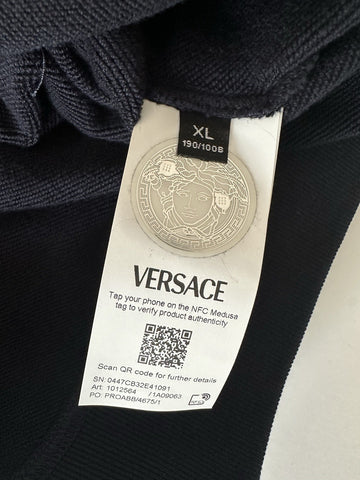 XL
190/100B
VERSACE
Tap your phone on the NFC Medusa
tag to verify product authenticity
Scan QR code for further details
SN: 0447CB32E41091
Art: 1012564 /1A09063
PO: PROABB/4675/1